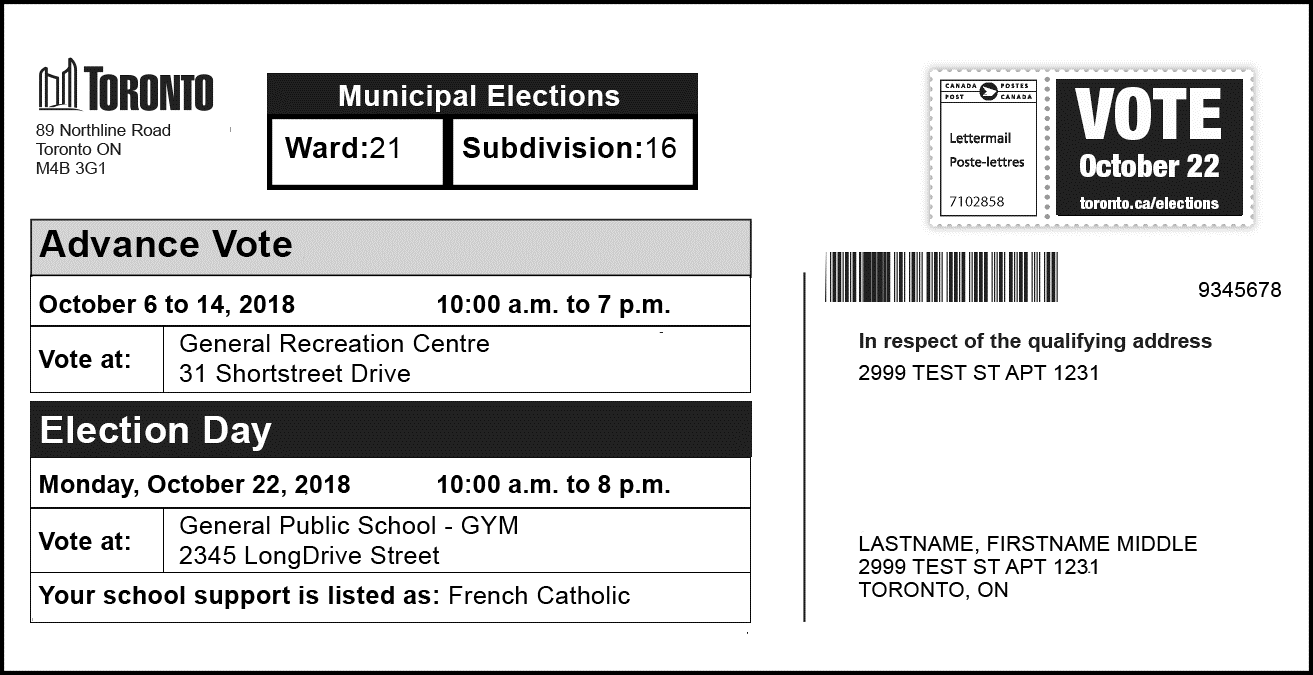 TORONTO
89 Northline Road
Toronto ON
M4B 3G1
Municipal Elections
Ward:21
Subdivision:16
CANADA POSTES
POST CANADA
Lettermail
Poste-lettres
7102858
VOTE
October 22
toronto.ca/elections
Advance Vote
October 6 to 14, 2018 10:00 a.m. to 7 p.m.
Vote at:
General Recreation Centre
31 Shortstreet Drive
Election Day
Monday, October 22, 2018 10:00 a.m. to 8 p.m.
Vote at:
General Public School - GYM
2345 LongDrive Street
Your school support is listed as: French Catholic
9345678
In respect of the qualifying address
2999 TEST ST APT 1231
LASTNAME, FIRSTNAME MIDDLE
2999 TEST ST APT 1231
TORONTO, ON